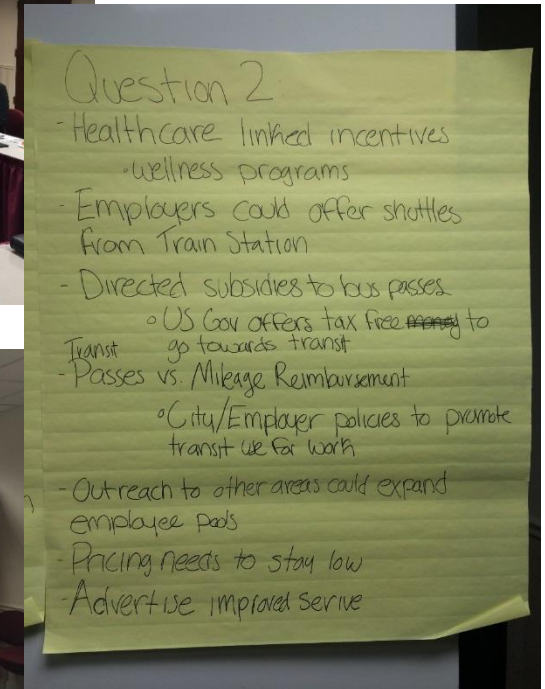 Question 2
- Healthcare linked incentives
◦ wellness programs
- Employers could offer shuttles
from Train Station
- Directed subsidies to bus passes
◦ US Gov offers tax free money to
go towards transit
Transit
- Passes vs. Mileage Reimbursement
◦ City/Employer policies to promote
transit use for work
- Outreach to other areas could expand
employee pools
- Pricing needs to stay low
- Advertise improved serive